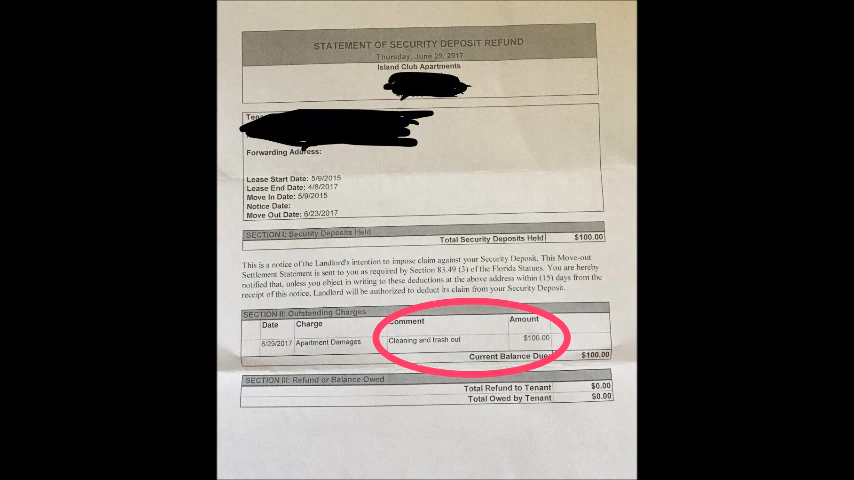 STATEMENT OF SECURITY DEPOSIT REFUND
Thursday, June 29, 2017
Island Club Apartments
Forwarding Address:
Lease Start Date: 5/9/2015
Lease End Date: 4/8/2017
Move In Date: 5/9/2015
Notice Date:
Move Out Date: 6/23/2017
SECTION I: Security Deposits Held
Total Security Deposits Held $100.00
This is a notice of the Landlord's intention to impose claim against your Security Deposit. This Move-out
Settlement Statement is sent to you as required by Section 83.49 (3) of the Florida Statues. You are hereby
notified that, unless you object in writing to these deductions at the above address within (15) days from the
receipt of this notice, Landlord will be authorized to deduct its claim from your Security Deposit.
SECTION II: Outstanding Charges
Date Charge Comment Amount
6/29/2017 Apartment Damages Cleaning and trash out $100.00
Current Balance Due $100.00
SECTION III: Refund or Balance Owed
Total Refund to Tenant $0.00
Total Owed by Tenant $0.00